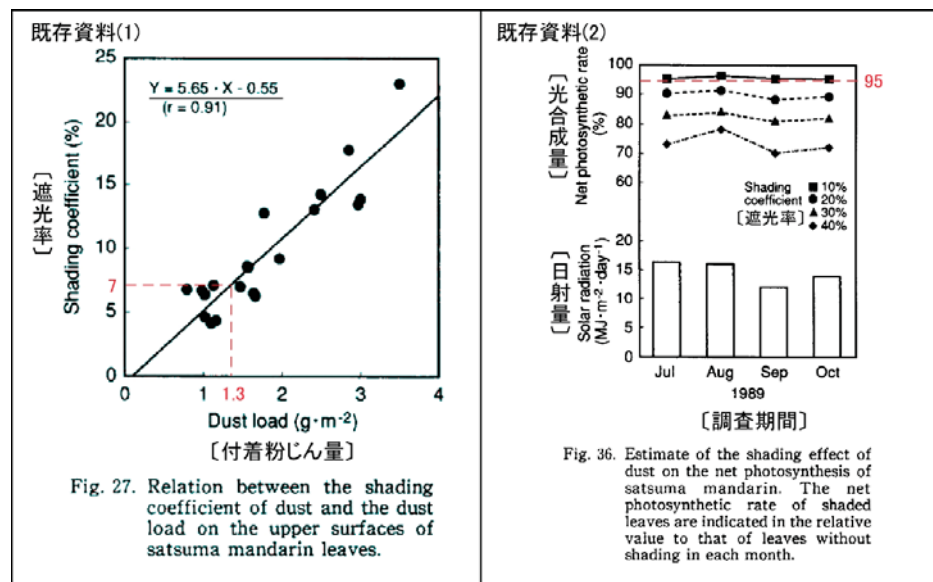 既存資料(1)
25
20
15
10
7
5
0
Y = 5.65・X - 0.55
(r = 0.91)
〔遮光率〕
Shading coefficient (%)
1
1.3
2
3
4
Dust load (g・m⁻²)
〔付着粉じん量〕
Fig. 27. Relation between the shading
coefficient of dust and the dust
load on the upper surfaces of
satsuma mandarin leaves.
既存資料(2)
〔光合成量〕
Net photosynthetic rate
(%)
100
95
90
80
70
60
Shading
coefficient
〔遮光率〕
10%
20%
30%
40%
〔日射量〕
Solar radiation
(MJ・m⁻²・day⁻¹)
20
15
10
5
0
Jul Aug Sep Oct
1989
〔調査期間〕
Fig. 36. Estimate of the shading effect of
dust on the net photosynthesis of
satsuma mandarin. The net
photosynthetic rate of shaded
leaves are indicated in the relative
value to that of leaves without
shading in each month.